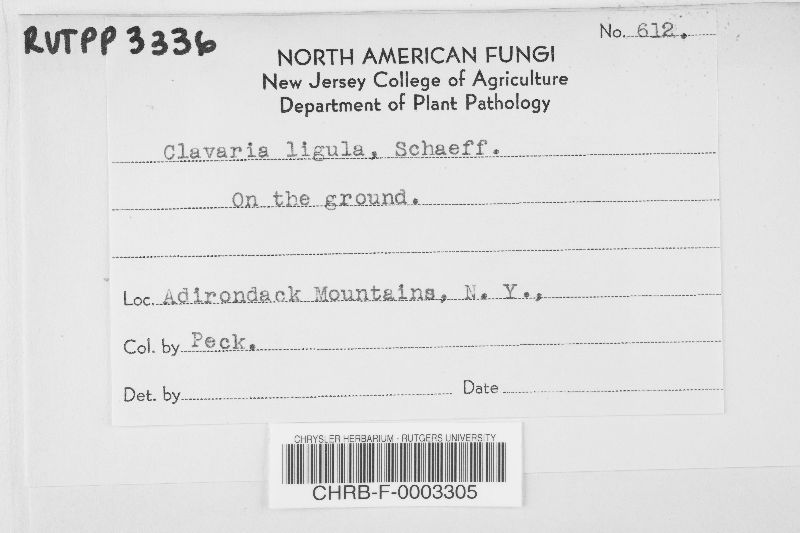 RUTPP 3336
No. 612.
NORTH AMERICAN FUNGI
New Jersey College of Agriculture
Department of Plant Pathology
Clavaria ligula, Schaeff.
On the ground.
Loc. Adirondack Mountains, N. Y.,
Col. by Peck.
Det. by
Date
CHRYSLER HERBARIUM - RUTGERS UNIVERSITY
CHRB-F-0003305